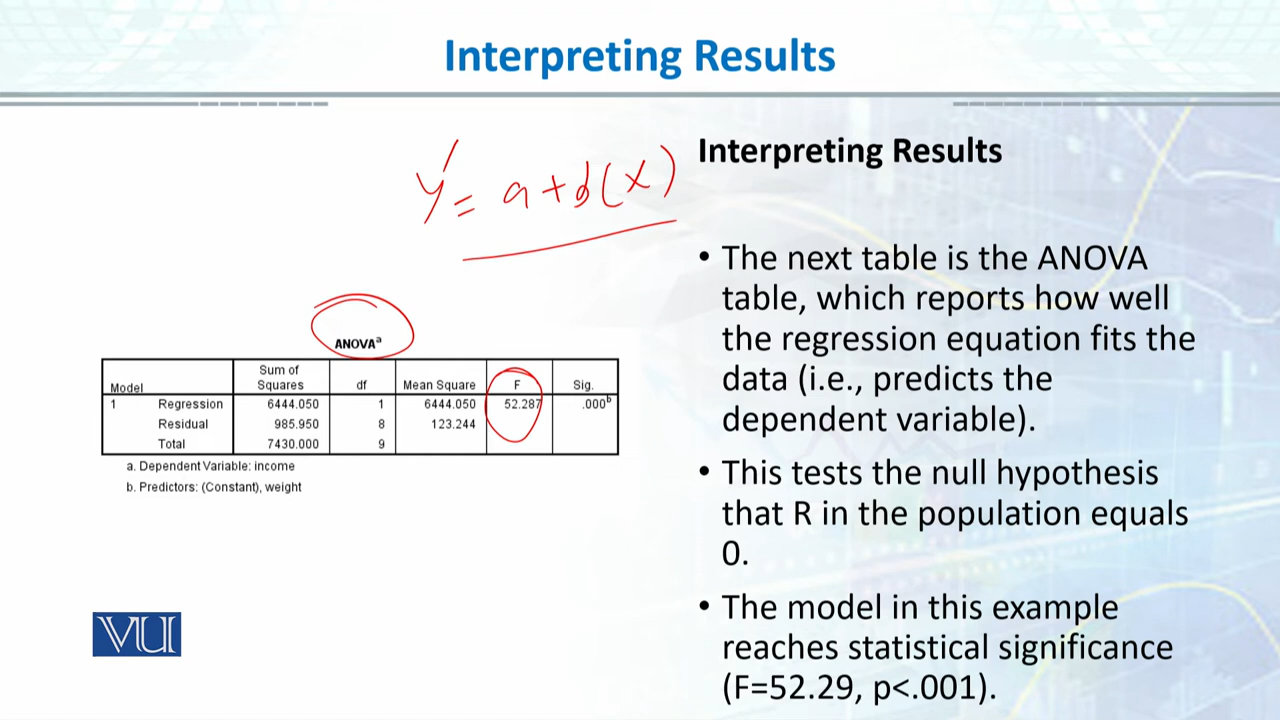 Interpreting Results
Y' = a+b(x)
ANOVAa
Model Sum of Squares df Mean Square F Sig.
1 Regression 6444.050 1 6444.050 52.287 .000b
Residual 985.950 8 123.244
Total 7430.000 9
a. Dependent Variable: income
b. Predictors: (Constant), weight
VU
Interpreting Results
• The next table is the ANOVA
table, which reports how well
the regression equation fits the
data (i.e., predicts the
dependent variable).
• This tests the null hypothesis
that R in the population equals
0.
• The model in this example
reaches statistical significance
(F=52.29, p<.001).